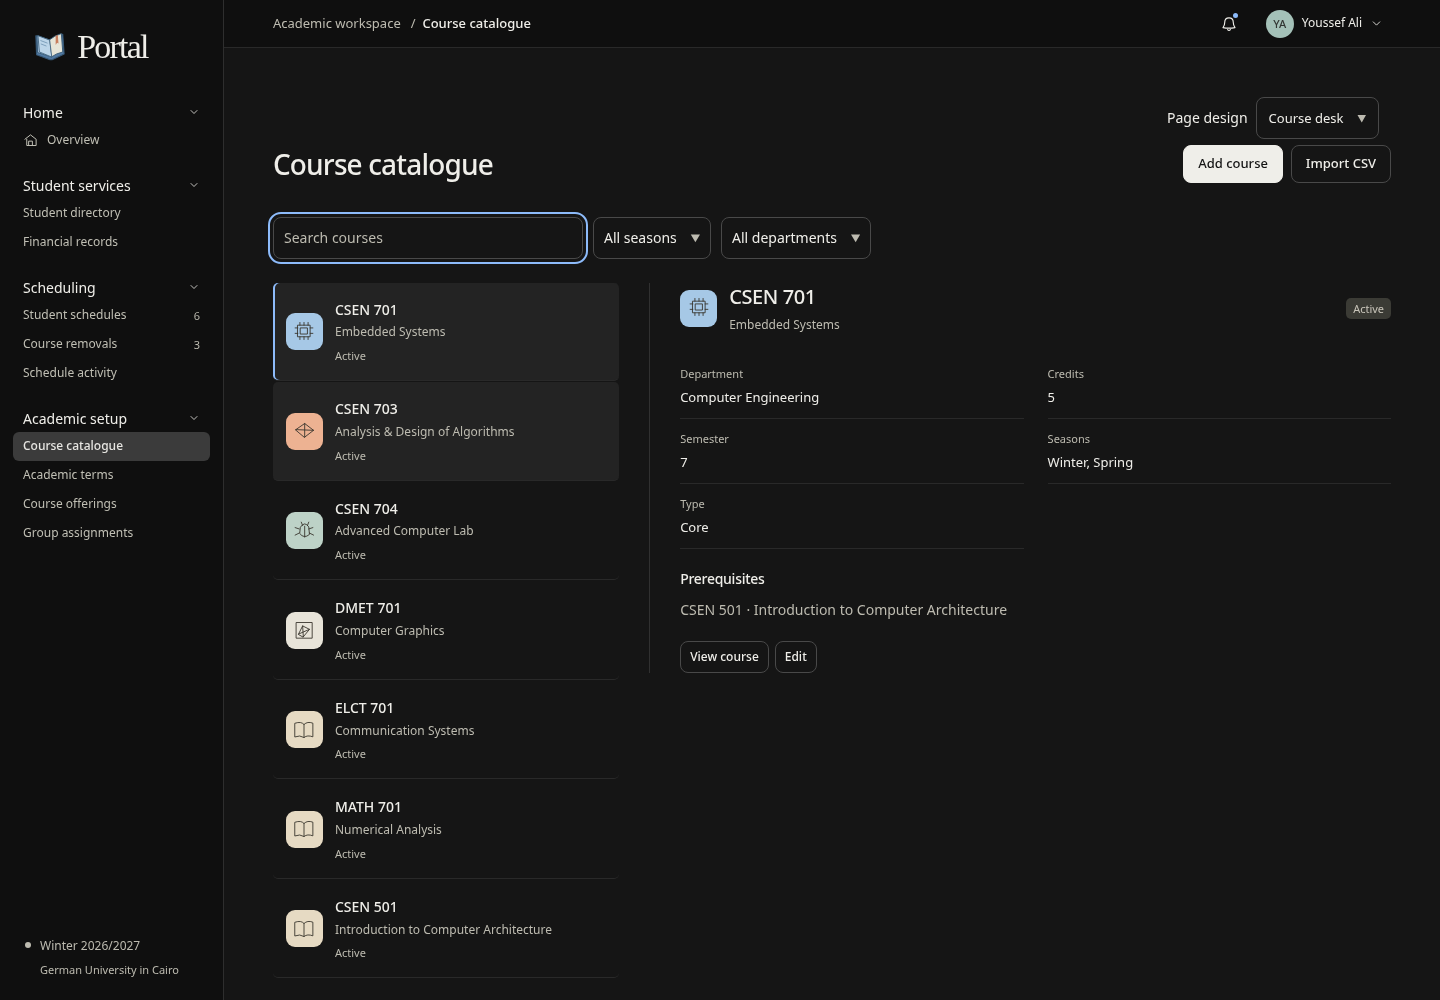 Portal
Home
Overview
Student services
Student directory
Financial records
Scheduling
Student schedules 6
Course removals 3
Schedule activity
Academic setup
Course catalogue
Academic terms
Course offerings
Group assignments
Winter 2026/2027
German University in Cairo
Academic workspace / Course catalogue
YA Youssef Ali
Page design Course desk
Course catalogue
Add course Import CSV
Search courses All seasons All departments
CSEN 701
Embedded Systems
Active
CSEN 703
Analysis & Design of Algorithms
Active
CSEN 704
Advanced Computer Lab
Active
DMET 701
Computer Graphics
Active
ELCT 701
Communication Systems
Active
MATH 701
Numerical Analysis
Active
CSEN 501
Introduction to Computer Architecture
Active
CSEN 701
Embedded Systems
Active
Department
Computer Engineering
Credits
5
Semester
7
Seasons
Winter, Spring
Type
Core
Prerequisites
CSEN 501 · Introduction to Computer Architecture
View course Edit